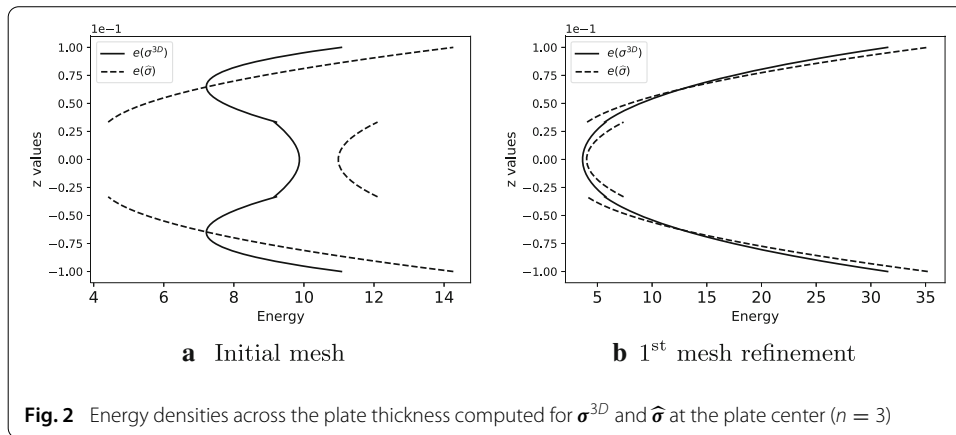 1e−1
e(σ³ᴰ)
e(σ̂)
1.00
0.75
0.50
0.25
0.00
−0.25
−0.50
−0.75
−1.00
z values
4 6 8 10 12 14
Energy
a Initial mesh
1e−1
e(σ³ᴰ)
e(σ̂)
1.00
0.75
0.50
0.25
0.00
−0.25
−0.50
−0.75
−1.00
z values
5 10 15 20 25 30 35
Energy
b 1ˢᵗ mesh refinement
Fig. 2 Energy densities across the plate thickness computed for σ³ᴰ and σ̂ at the plate center (n = 3)